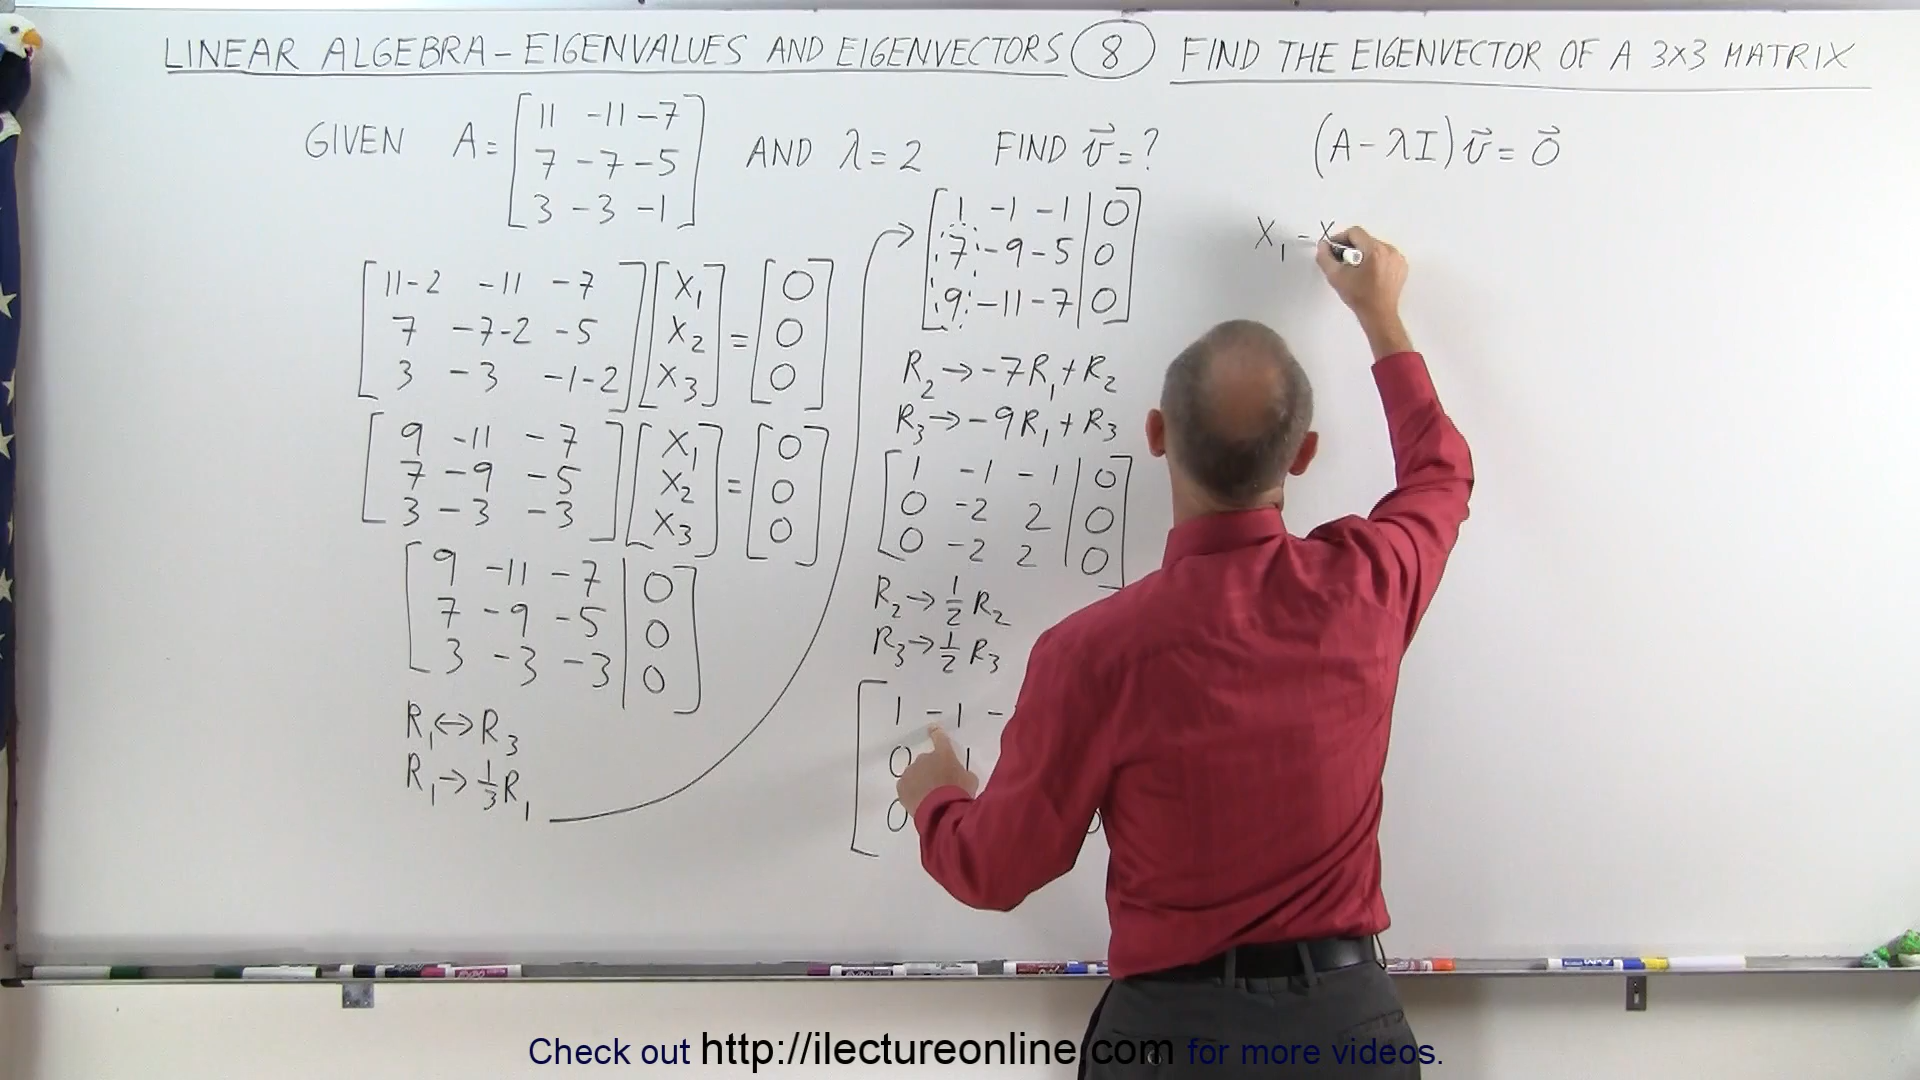 LINEAR ALGEBRA – EIGENVALUES AND EIGENVECTORS 8 FIND THE EIGENVECTOR OF A 3X3 MATRIX
GIVEN A = [11 -11 -7
7 -7 -5
3 -3 -1] AND λ = 2 FIND v⃗ = ? (A - λI) v⃗ = 0⃗
[11-2 -11 -7
7 -7-2 -5
3 -3 -1-2] [X₁
X₂
X₃] = [0
0
0]
[9 -11 -7
7 -9 -5
3 -3 -3] [X₁
X₂
X₃] = [0
0
0]
[9 -11 -7 | 0
7 -9 -5 | 0
3 -3 -3 | 0]
R₁ ↔ R₃
R₁ → 1/3 R₁
[1 -1 -1 | 0
7 -9 -5 | 0
9 -11 -7 | 0]
R₂ → -7R₁ + R₂
R₃ → -9R₁ + R₃
[1 -1 -1 | 0
0 -2 2 | 0
0 -2 2 | 0]
R₂ → 1/2 R₂
R₃ → 1/2 R₃
[1 -1 -
0 1
0
X₁ - X
Check out http://ilectureonline.com for more videos.